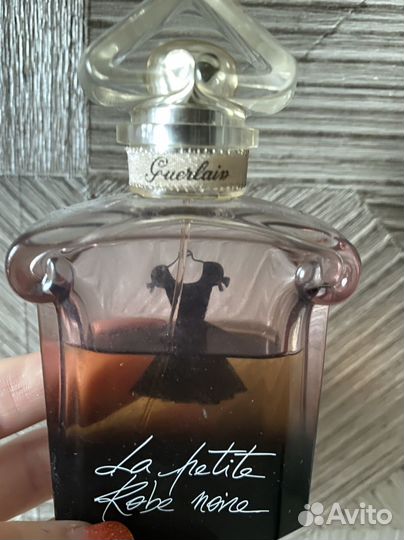 Guerlain
La petite
Robe noire
Avito